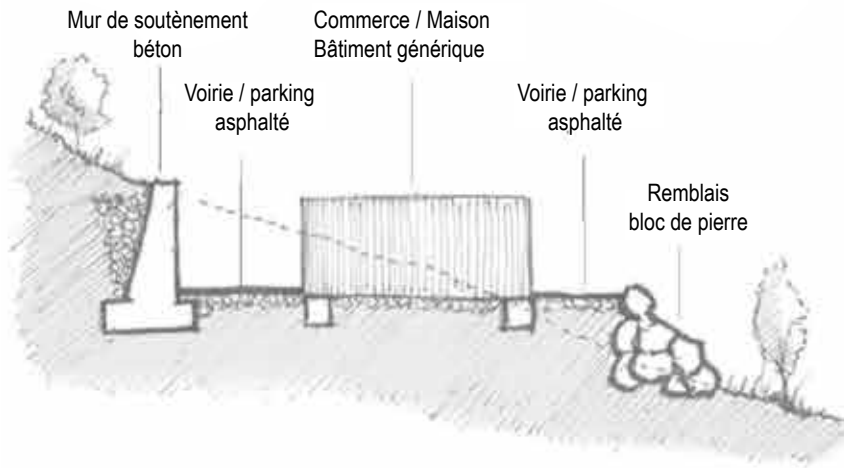 Mur de soutènement
béton
Commerce / Maison
Bâtiment générique
Voirie / parking
asphalté
Voirie / parking
asphalté
Remblais
bloc de pierre